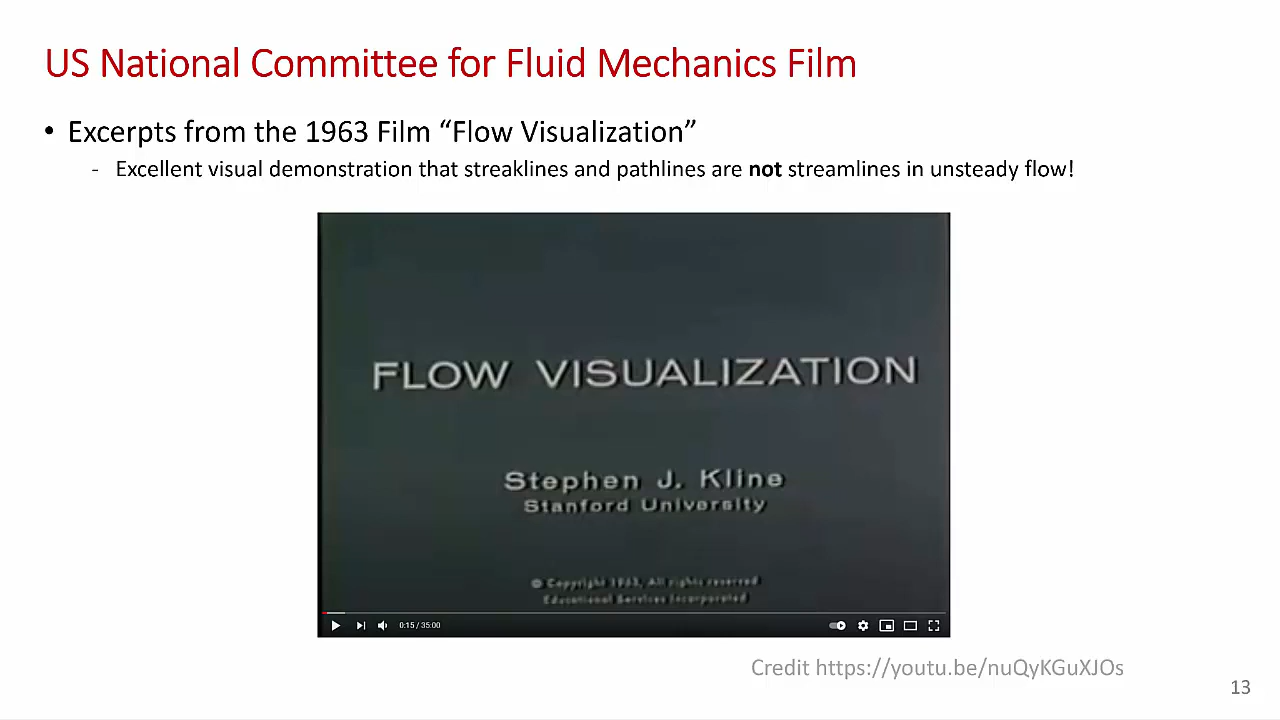 US National Committee for Fluid Mechanics Film
• Excerpts from the 1963 Film “Flow Visualization”
- Excellent visual demonstration that streaklines and pathlines are not streamlines in unsteady flow!
FLOW VISUALIZATION
Stephen J. Kline
Stanford University
© Copyright 1963, All rights reserved
Educational Services Incorporated
0:15 / 35:00
Credit https://youtu.be/nuQyKGuXJOs
13